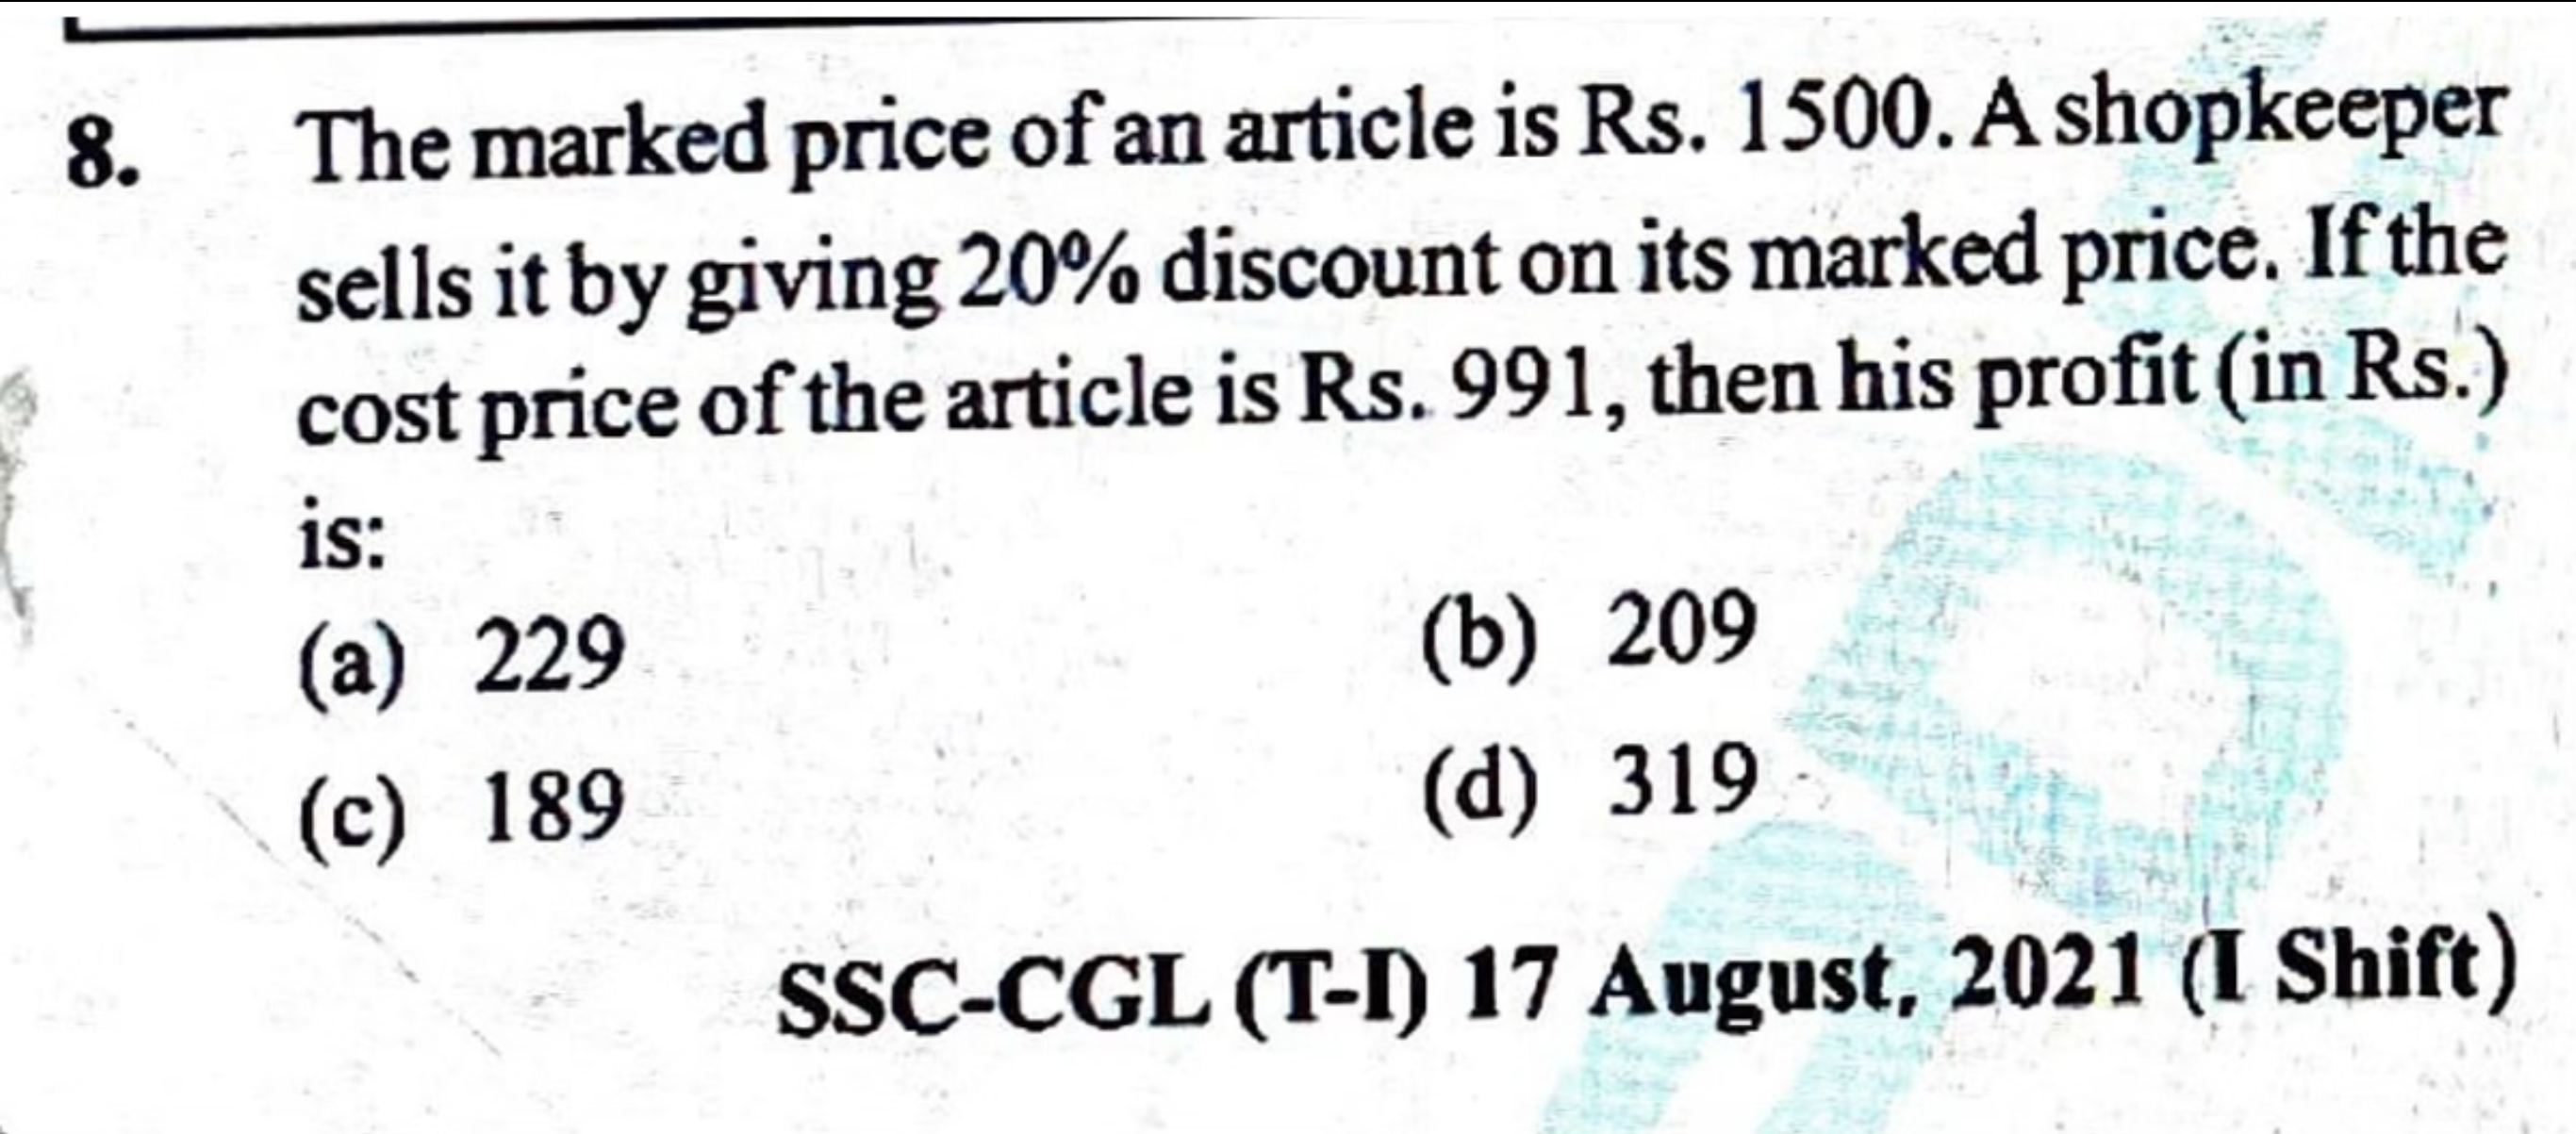 8. The marked price of an article is Rs. 1500. A shopkeeper
sells it by giving 20% discount on its marked price. If the
cost price of the article is Rs. 991, then his profit (in Rs.)
is:
(a) 229 (b) 209
(c) 189 (d) 319
SSC-CGL (T-I) 17 August, 2021 (I Shift)